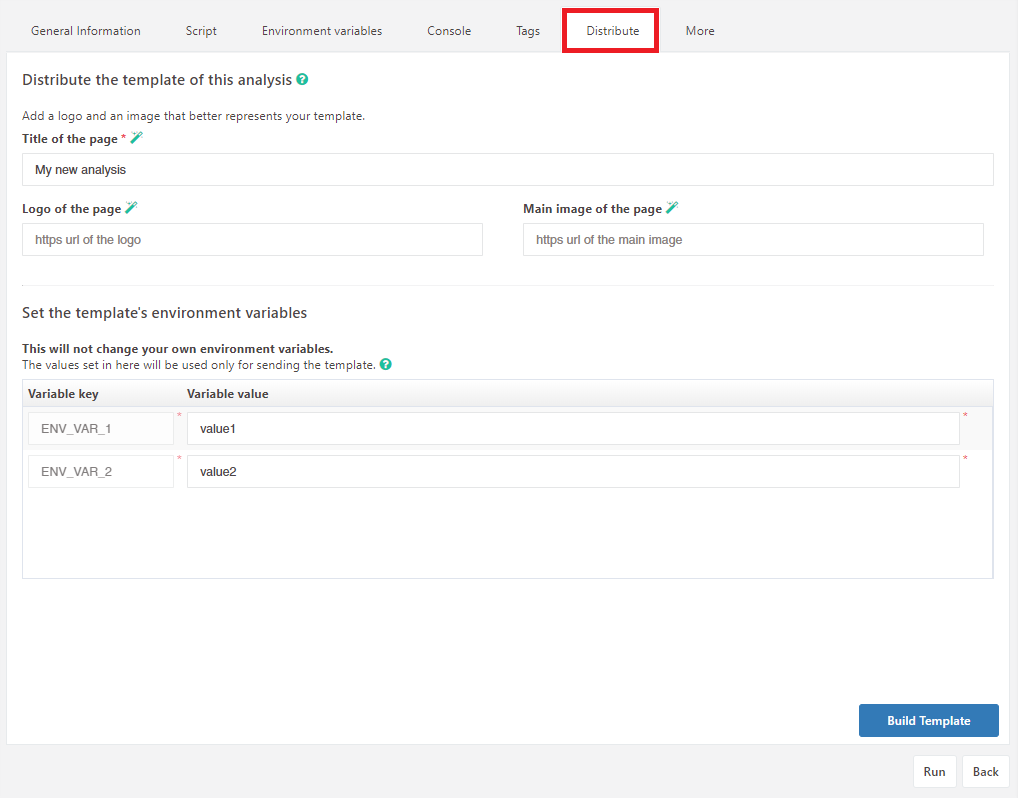 General Information Script Environment variables Console Tags Distribute More
Distribute the template of this analysis ?
Add a logo and an image that better represents your template.
Title of the page *
My new analysis
Logo of the page Main image of the page
https url of the logo https url of the main image
Set the template's environment variables
This will not change your own environment variables.
The values set in here will be used only for sending the template. ?
Variable key Variable value
ENV_VAR_1 * value1 *
ENV_VAR_2 * value2 *
Build Template
Run Back